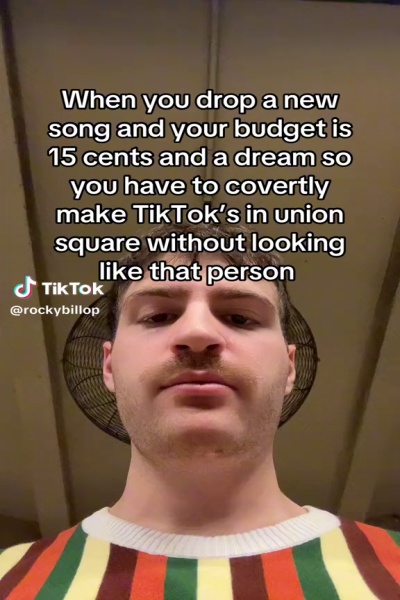 When you drop a new
song and your budget is
15 cents and a dream so
you have to covertly
make TikTok's in union
square without looking
like that person
TikTok
@rockybillop